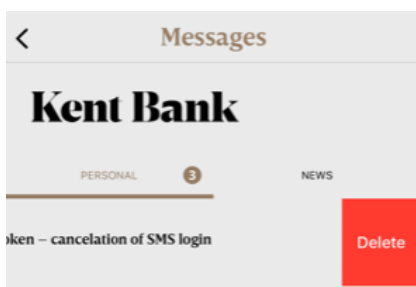 Messages
Kent Bank
PERSONAL 3 NEWS
– cancelation of SMS login Delete